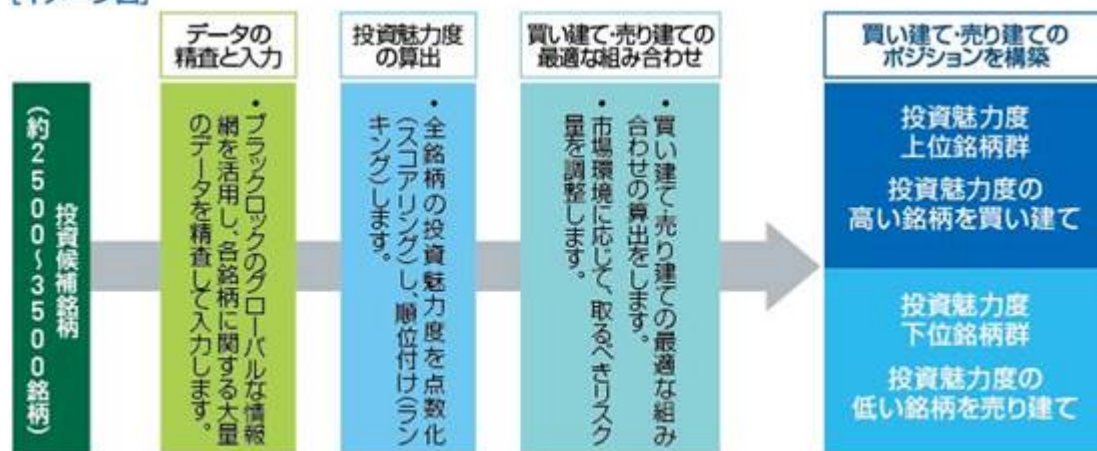 [イメージ図]
投資候補銘柄
（約2500～3500銘柄）
データの
精査と入力
• ブラックロックのグローバルな情報
網を活用し、各銘柄に関する大量
のデータを精査して入力します。
投資魅力度
の算出
• 全銘柄の投資魅力度を点数化
（スコアリング）し、順位付け（ラン
キング）します。
買い建て・売り建ての
最適な組み合わせ
• 買い建て・売り建ての最適な組み
合わせの算出をします。
• 市場環境に応じて、取るべきリスク
量を調整します。
買い建て・売り建ての
ポジションを構築
投資魅力度
上位銘柄群
投資魅力度の
高い銘柄を買い建て
投資魅力度
下位銘柄群
投資魅力度の
低い銘柄を売り建て